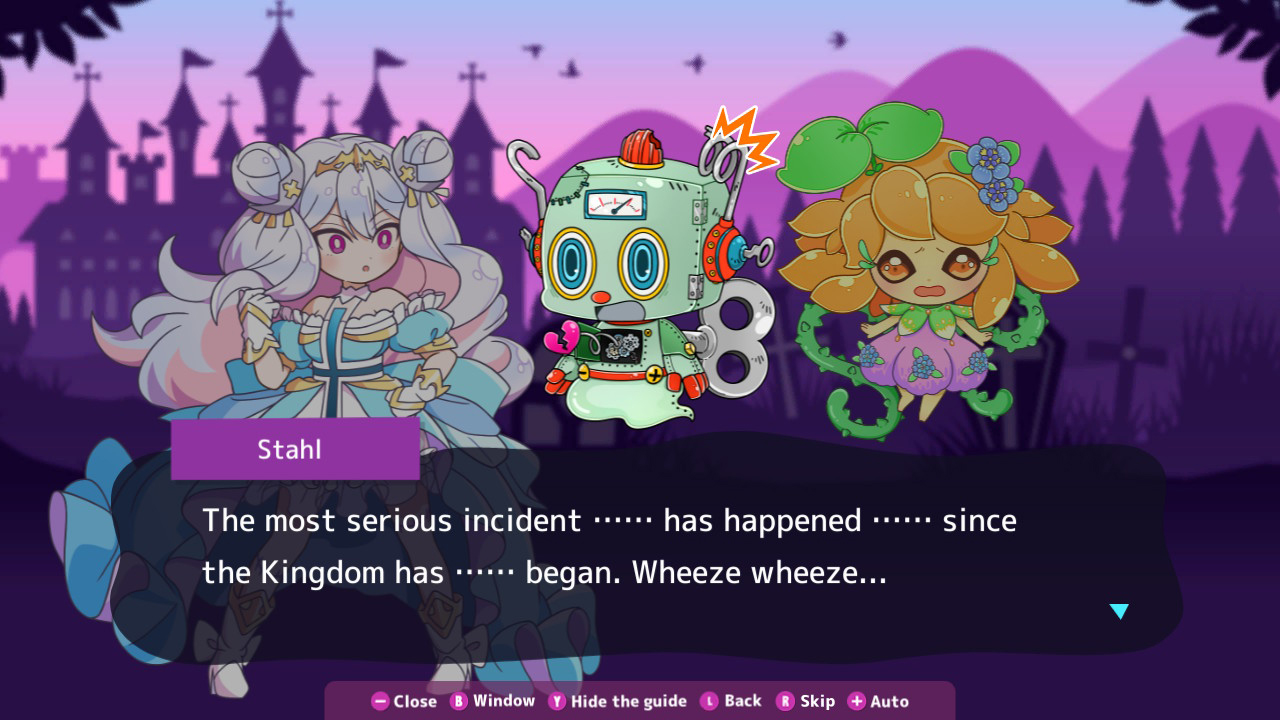 Stahl
The most serious incident ⋯⋯ has happened ⋯⋯ since
the Kingdom has ⋯⋯ began. Wheeze wheeze...
− Close B Window Y Hide the guide L Back R Skip + Auto